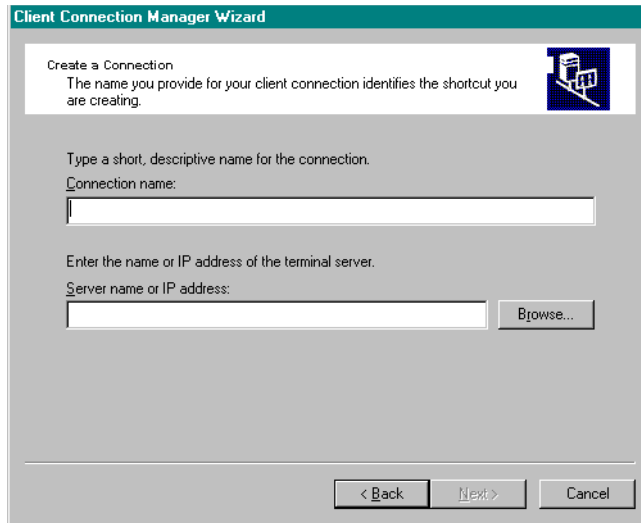 Client Connection Manager Wizard
Create a Connection
The name you provide for your client connection identifies the shortcut you
are creating.
Type a short, descriptive name for the connection.
Connection name:
Enter the name or IP address of the terminal server.
Server name or IP address:
Browse...
< Back
Next >
Cancel